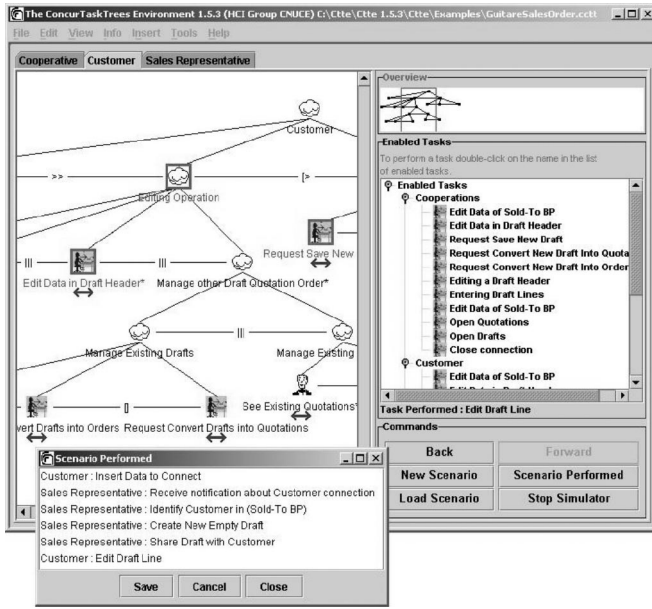 The ConcurTaskTrees Environment 1.5.3 (HCI Group CNUCE) C:\Ctte\Ctte 1.5.3\Ctte\Examples\GuitareSalesOrder.cctt
File Edit View Info Insert Tools Help
Cooperative Customer Sales Representative
Customer
>>
[>
Editing Operation
|||
|||
Edit Data in Draft Header*
Manage other Draft Quotation Order*
Request Save New
|||
Manage Existing Drafts
Manage Existing
[]
See Existing Quotations*
vert Drafts into Orders
Request Convert Drafts into Quotations
Overview
Enabled Tasks
To perform a task double-click on the name in the list
of enabled tasks.
Enabled Tasks
Cooperations
Edit Data of Sold-To BP
Edit Data in Draft Header
Request Save New Draft
Request Convert New Draft Into Quota
Request Convert New Draft Into Order
Editing a Draft Header
Entering Draft Lines
Edit Data of Sold-To BP
Open Quotations
Open Drafts
Close connection
Customer
Edit Data of Sold-To BP
Task Performed : Edit Draft Line
Commands
Back Forward
New Scenario Scenario Performed
Load Scenario Stop Simulator
Scenario Performed
Customer : Insert Data to Connect
Sales Representative : Receive notification about Customer connection
Sales Representative : Identify Customer in (Sold-To BP)
Sales Representative : Create New Empty Draft
Sales Representative : Share Draft with Customer
Customer : Edit Draft Line
Save Cancel Close